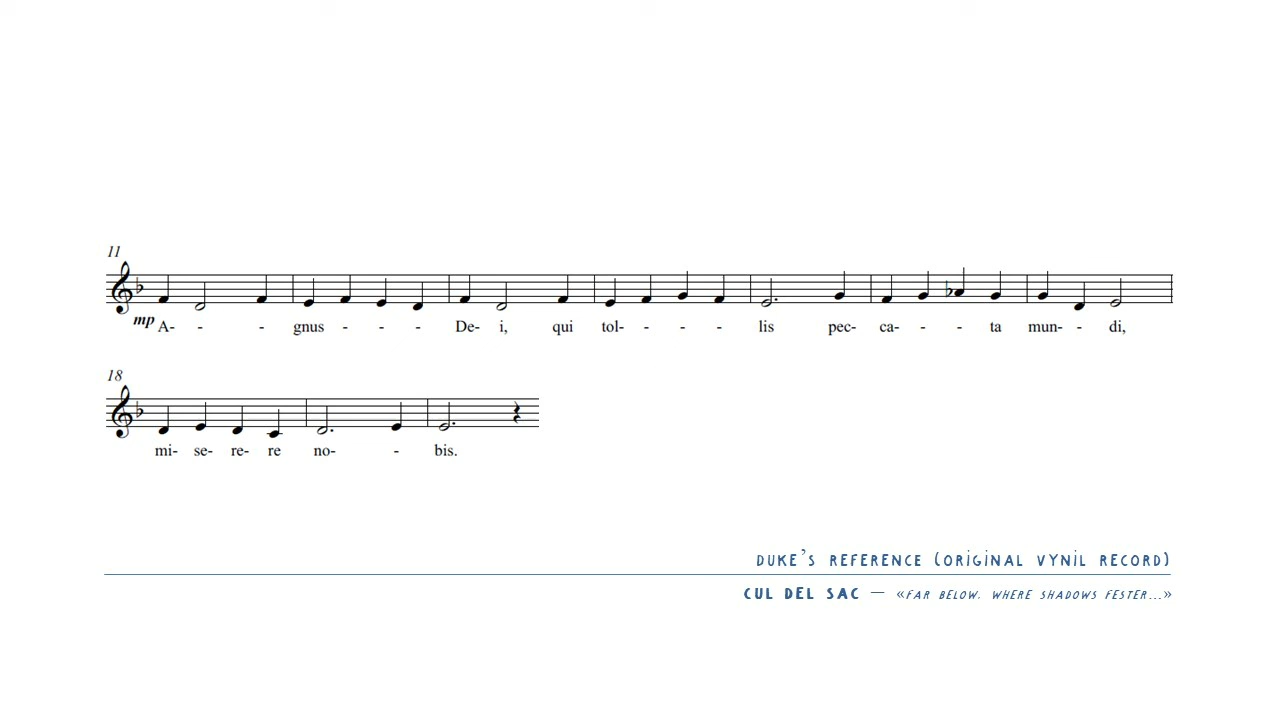 11
mp A- - - gnus - - - De- i, qui tol- - - - lis pec- ca- - - ta mun- - di,
18
mi- se- re- re no- - bis.
DUKE'S REFERENCE (ORIGINAL VYNIL RECORD)
CUL DEL SAC — «FAR BELOW, WHERE SHADOWS FESTER...»